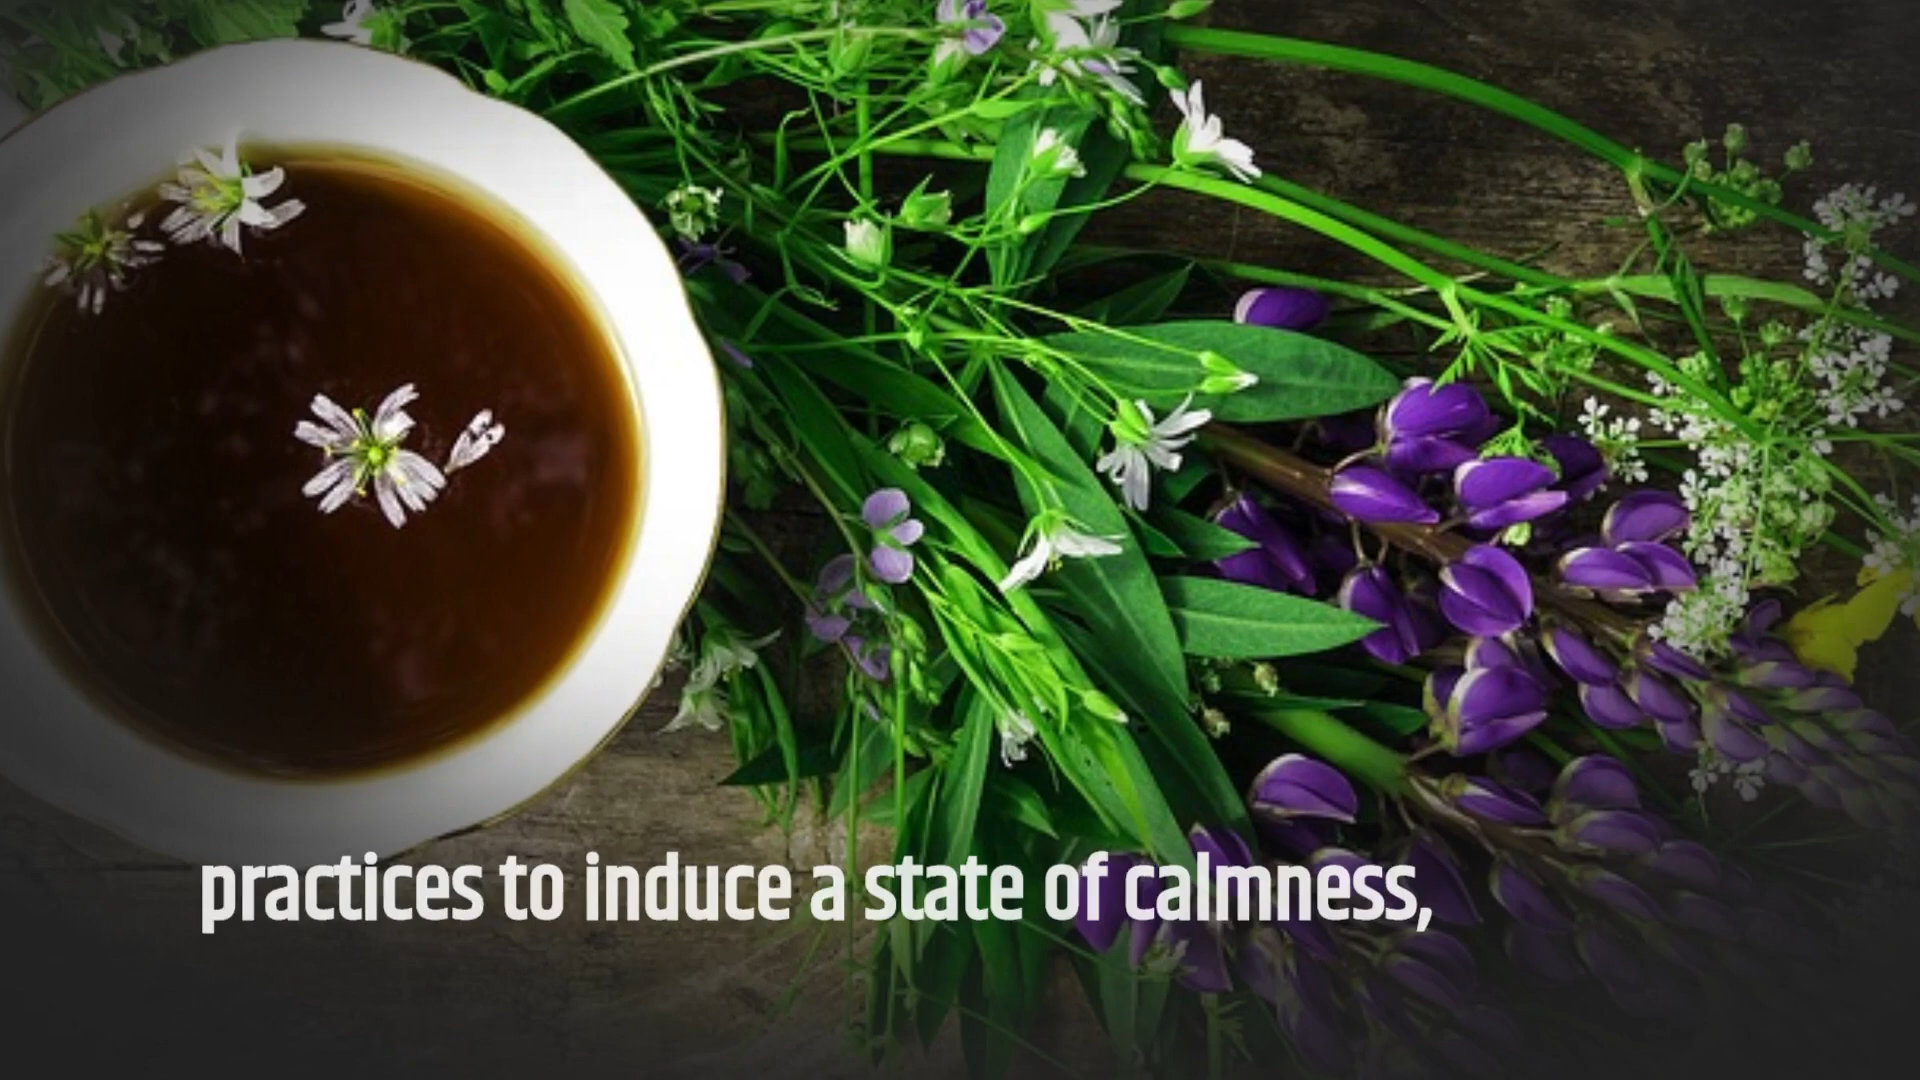 practices to induce a state of calmness,